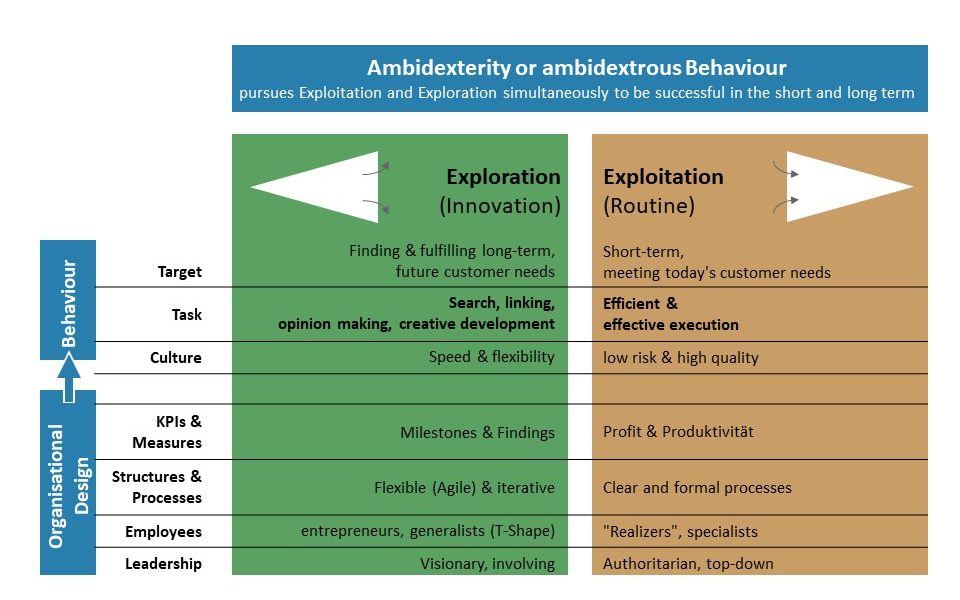 Ambidexterity or ambidextrous Behaviour
pursues Exploitation and Exploration simultaneously to be successful in the short and long term
Exploration
(Innovation)
Exploitation
(Routine)
Behaviour
Target
Finding & fulfilling long-term,
future customer needs
Short-term,
meeting today's customer needs
Task
Search, linking,
opinion making, creative development
Efficient &
effective execution
Culture
Speed & flexibility
low risk & high quality
Organisational
Design
KPIs &
Measures
Milestones & Findings
Profit & Produktivität
Structures &
Processes
Flexible (Agile) & iterative
Clear and formal processes
Employees
entrepreneurs, generalists (T-Shape)
"Realizers", specialists
Leadership
Visionary, involving
Authoritarian, top-down